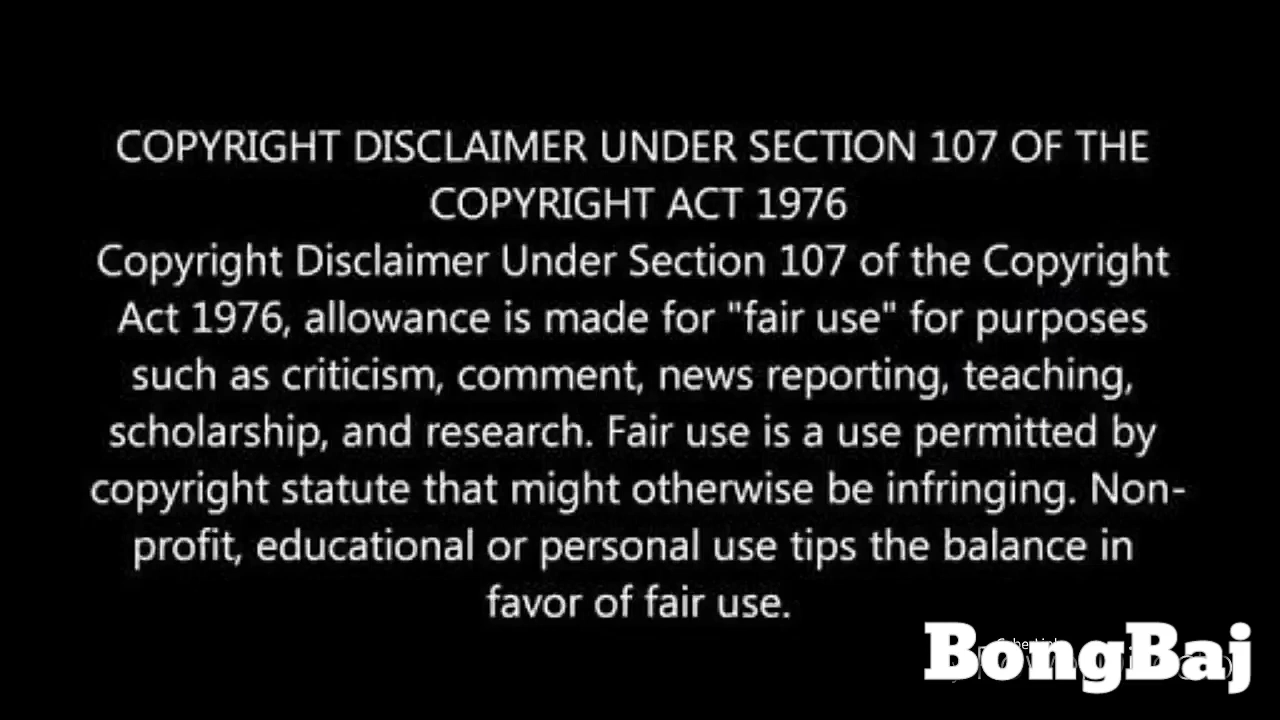 COPYRIGHT DISCLAIMER UNDER SECTION 107 OF THE
COPYRIGHT ACT 1976
Copyright Disclaimer Under Section 107 of the Copyright
Act 1976, allowance is made for "fair use" for purposes
such as criticism, comment, news reporting, teaching,
scholarship, and research. Fair use is a use permitted by
copyright statute that might otherwise be infringing. Non-
profit, educational or personal use tips the balance in
favor of fair use.
BongBaj